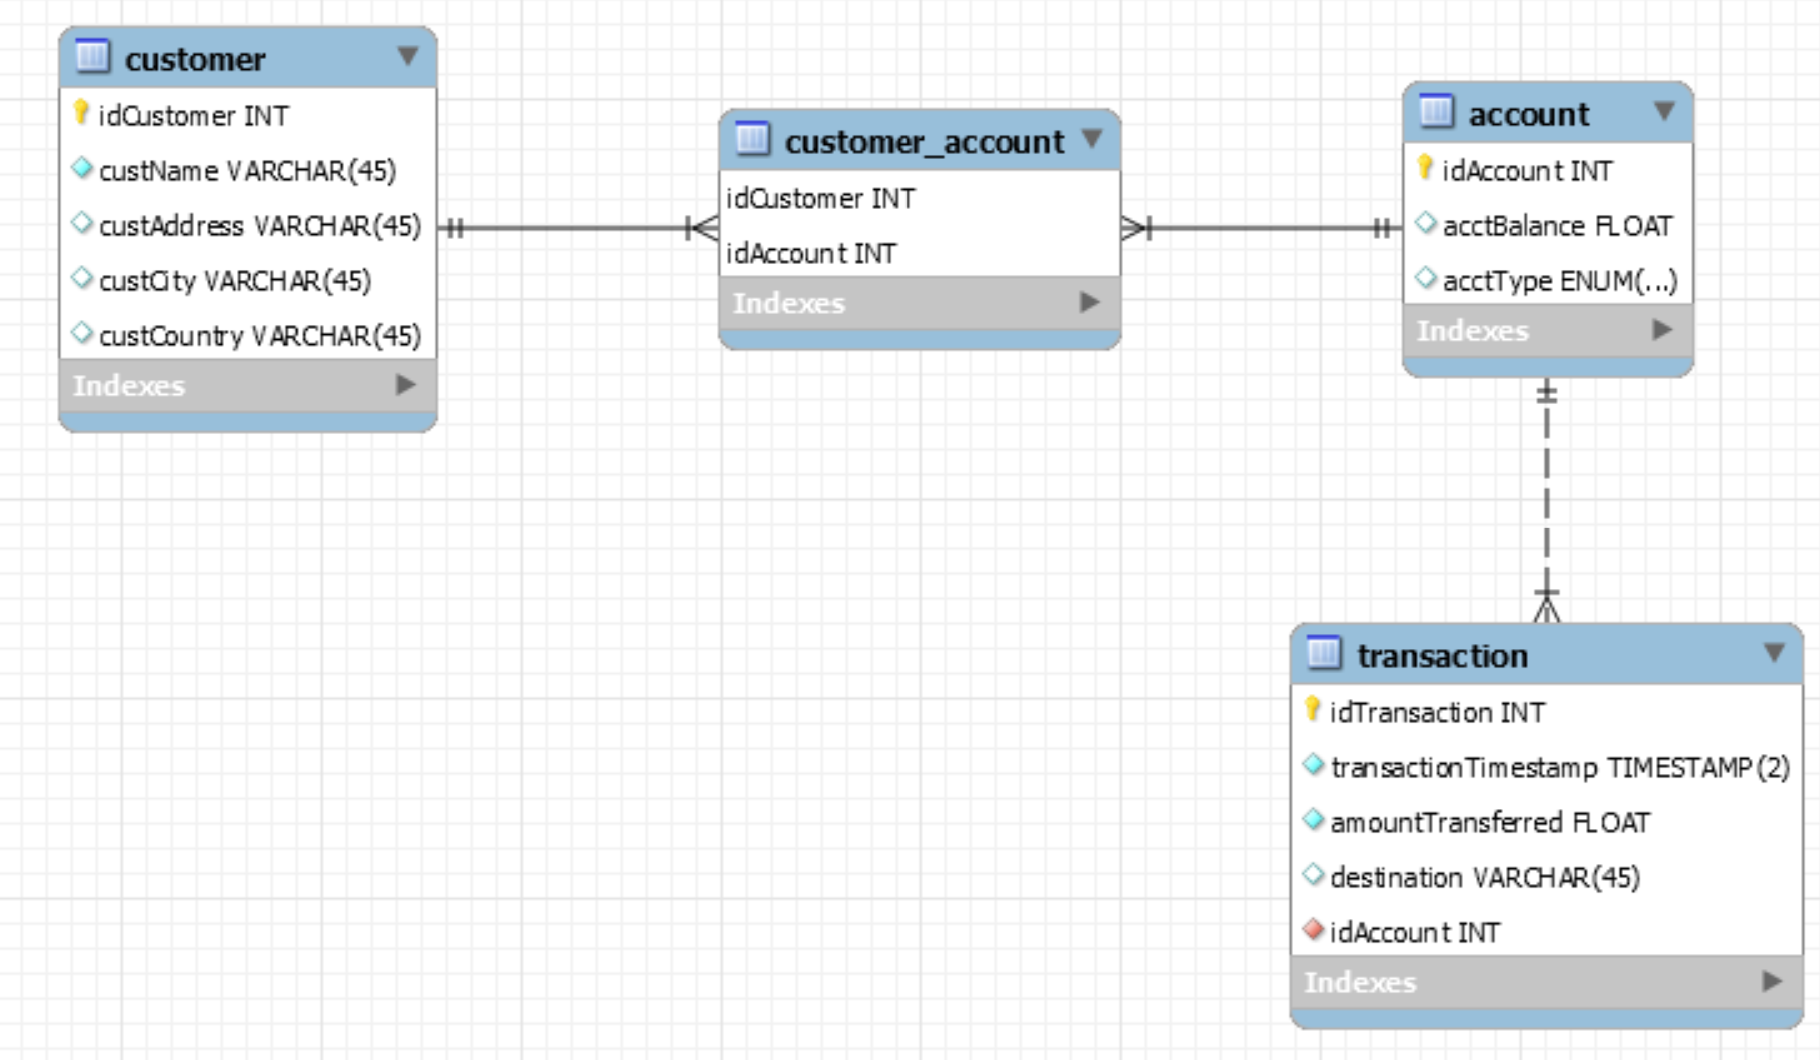 customer
idCustomer INT
custName VARCHAR(45)
custAddress VARCHAR(45)
custCity VARCHAR(45)
custCountry VARCHAR(45)
Indexes
customer_account
idCustomer INT
idAccount INT
Indexes
account
idAccount INT
acctBalance FLOAT
acctType ENUM(...)
Indexes
transaction
idTransaction INT
transactionTimestamp TIMESTAMP(2)
amountTransferred FLOAT
destination VARCHAR(45)
idAccount INT
Indexes